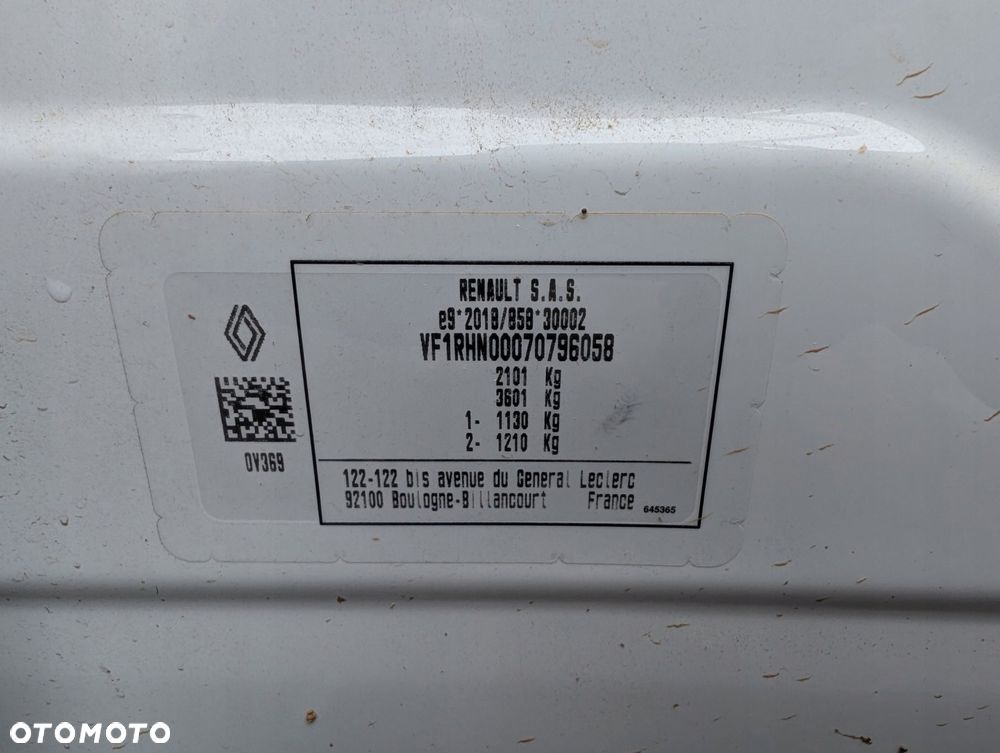 RENAULT S.A.S.
e9*2018/858*30002
VF1RHN00070796058
2101 Kg
3601 Kg
1- 1130 Kg
2- 1210 Kg
0V369
122-122 bis avenue du General Leclerc
92100 Boulogne-Billancourt France
645365
OTOMOTO